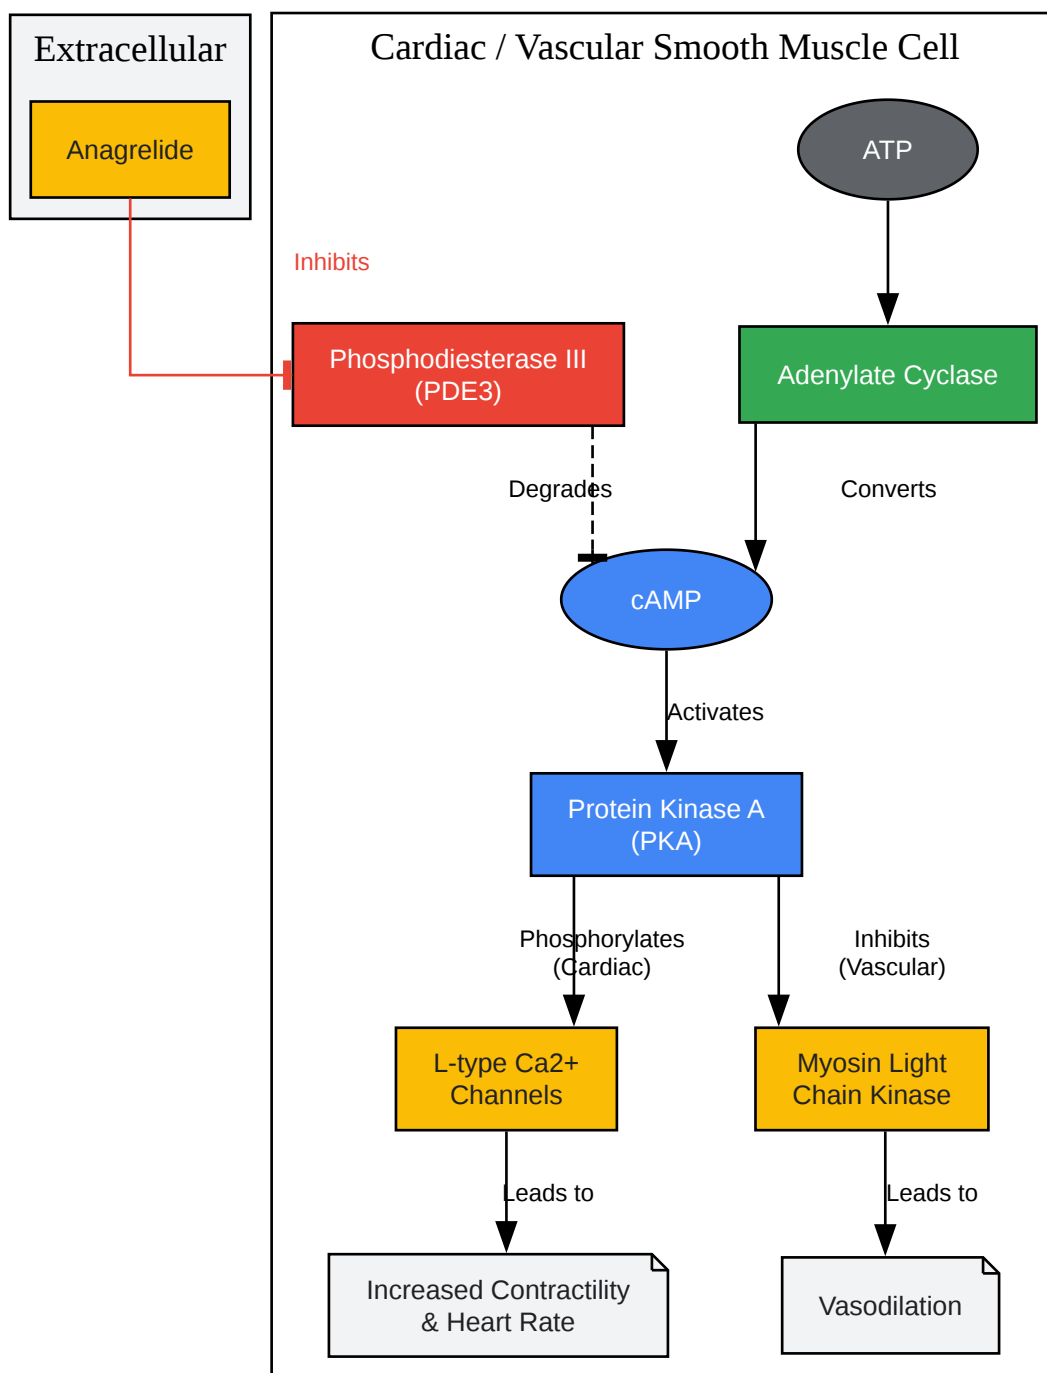 Extracellular
Cardiac / Vascular Smooth Muscle Cell
Anagrelide
ATP
Inhibits
Phosphodiesterase III
(PDE3)
Adenylate Cyclase
Degrades
Converts
cAMP
Activates
Protein Kinase A
(PKA)
Phosphorylates
(Cardiac)
Inhibits
(Vascular)
L-type Ca2+
Channels
Myosin Light
Chain Kinase
Leads to
Leads to
Increased Contractility
& Heart Rate
Vasodilation